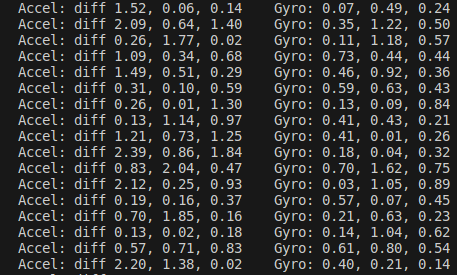 Accel: diff 1.52, 0.06, 0.14    Gyro: 0.07, 0.49, 0.24
Accel: diff 2.09, 0.64, 1.40    Gyro: 0.35, 1.22, 0.50
Accel: diff 0.26, 1.77, 0.02    Gyro: 0.11, 1.18, 0.57
Accel: diff 1.09, 0.34, 0.68    Gyro: 0.73, 0.44, 0.44
Accel: diff 1.49, 0.51, 0.29    Gyro: 0.46, 0.92, 0.36
Accel: diff 0.31, 0.10, 0.59    Gyro: 0.59, 0.63, 0.43
Accel: diff 0.26, 0.01, 1.30    Gyro: 0.13, 0.09, 0.84
Accel: diff 0.13, 1.14, 0.97    Gyro: 0.41, 0.43, 0.21
Accel: diff 1.21, 0.73, 1.25    Gyro: 0.41, 0.01, 0.26
Accel: diff 2.39, 0.86, 1.84    Gyro: 0.18, 0.04, 0.32
Accel: diff 0.83, 2.04, 0.47    Gyro: 0.70, 1.62, 0.75
Accel: diff 2.12, 0.25, 0.93    Gyro: 0.03, 1.05, 0.89
Accel: diff 0.19, 0.16, 0.37    Gyro: 0.57, 0.07, 0.45
Accel: diff 0.70, 1.85, 0.16    Gyro: 0.21, 0.63, 0.23
Accel: diff 0.13, 0.02, 0.18    Gyro: 0.14, 1.04, 0.62
Accel: diff 0.57, 0.71, 0.83    Gyro: 0.61, 0.80, 0.54
Accel: diff 2.20, 1.38, 0.02    Gyro: 0.40, 0.21, 0.14